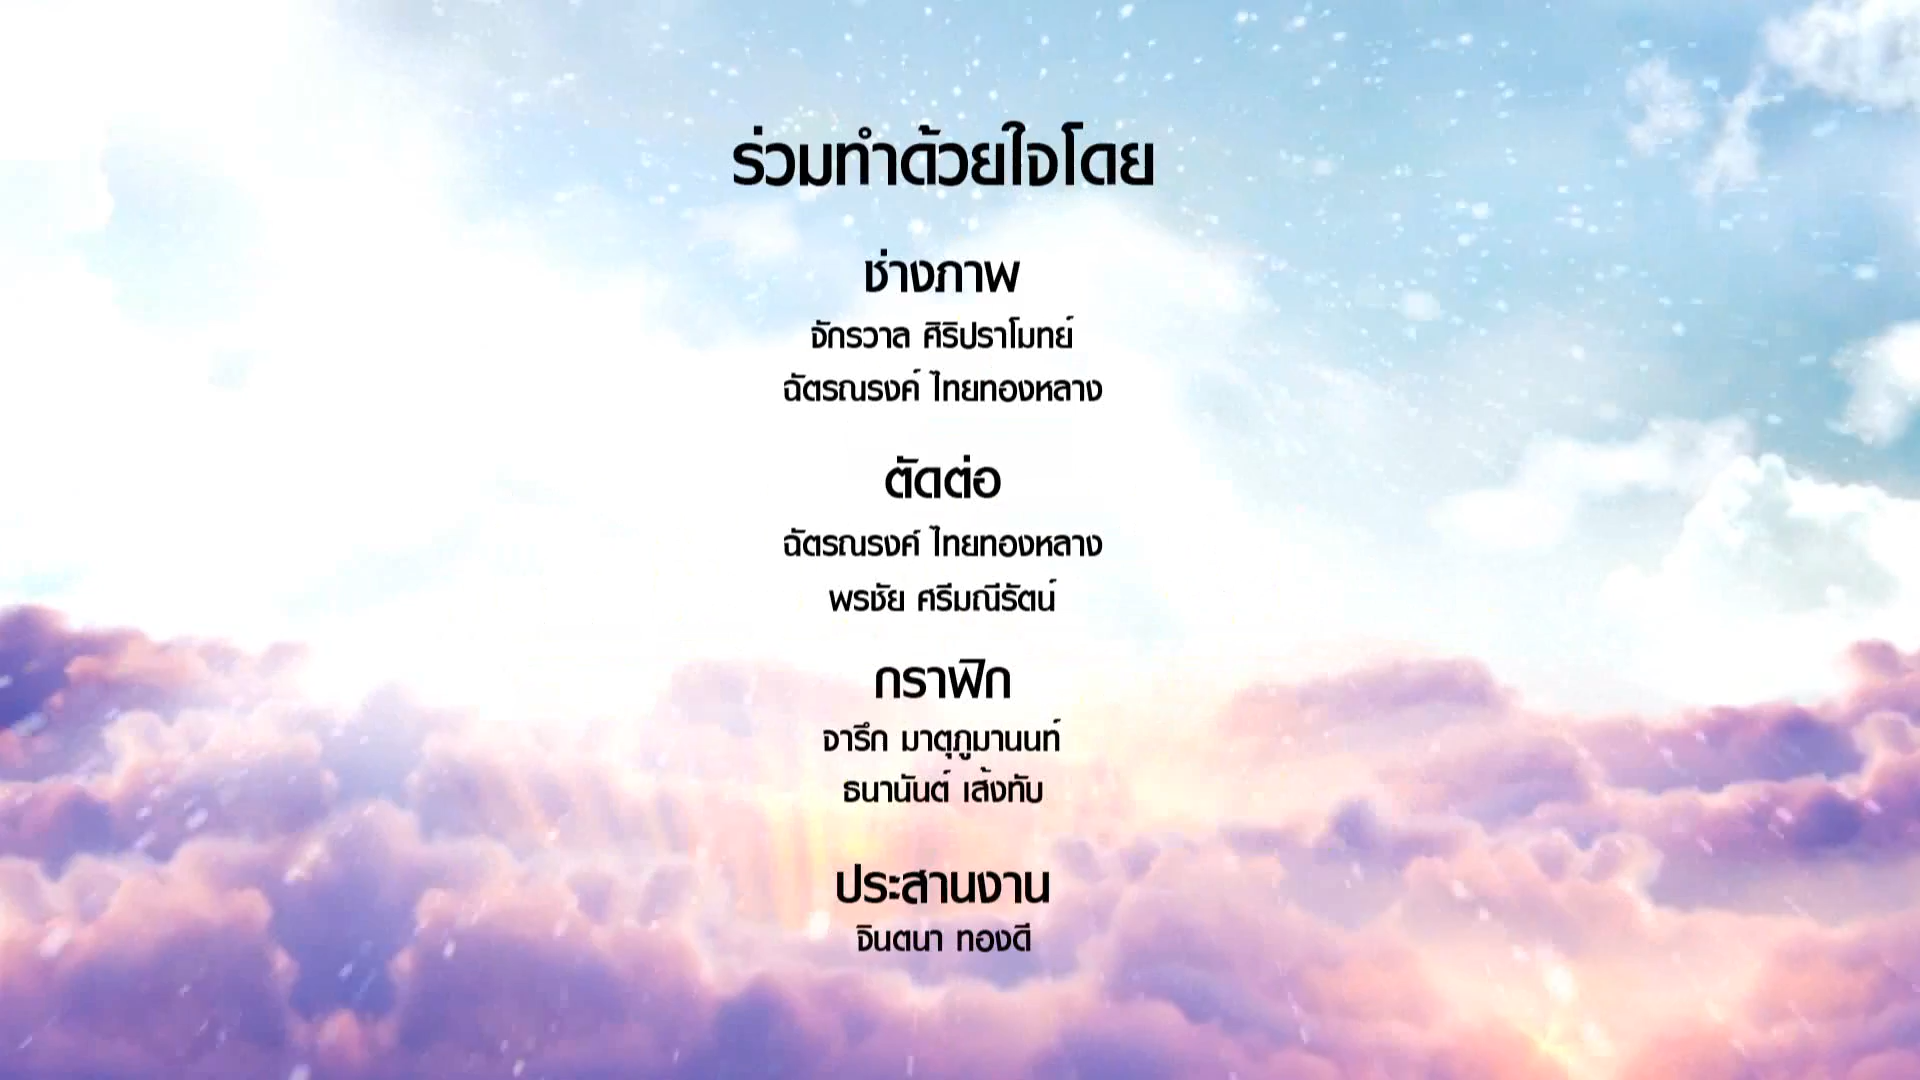 ร่วมทำด้วยใจโดย
ช่างภาพ
จักรวาล ศิริปราโมทย์
ฉัตรณรงค์ ไทยทองหลาง
ตัดต่อ
ฉัตรณรงค์ ไทยทองหลาง
พรชัย ศรีมณีรัตน์
กราฟิก
จารึก มาตุภูมานนท์
ธนานันต์ เส้งทับ
ประสานงาน
จินตนา ทองดี